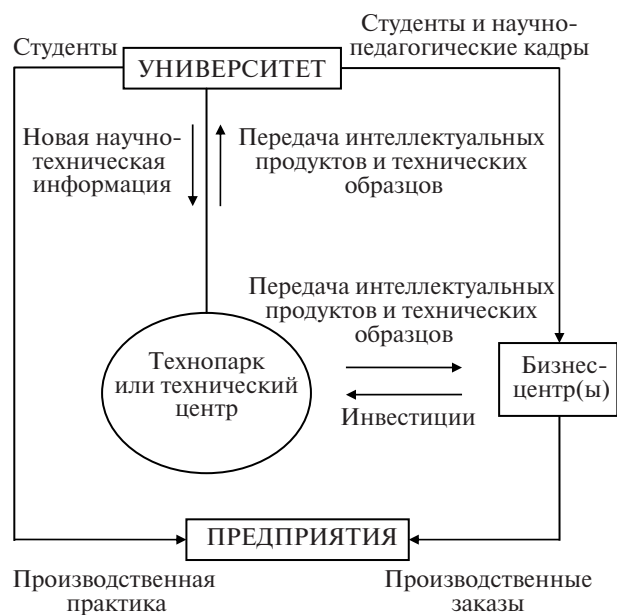 Студенты
Студенты и научно-
педагогические кадры
УНИВЕРСИТЕТ
Новая научно-
техническая
информация
Передача интеллектуальных
продуктов и технических
образцов
Передача интеллектуальных
продуктов и технических
образцов
Технопарк
или технический
центр
Инвестиции
Бизнес-
центр(ы)
ПРЕДПРИЯТИЯ
Производственная
практика
Производственные
заказы